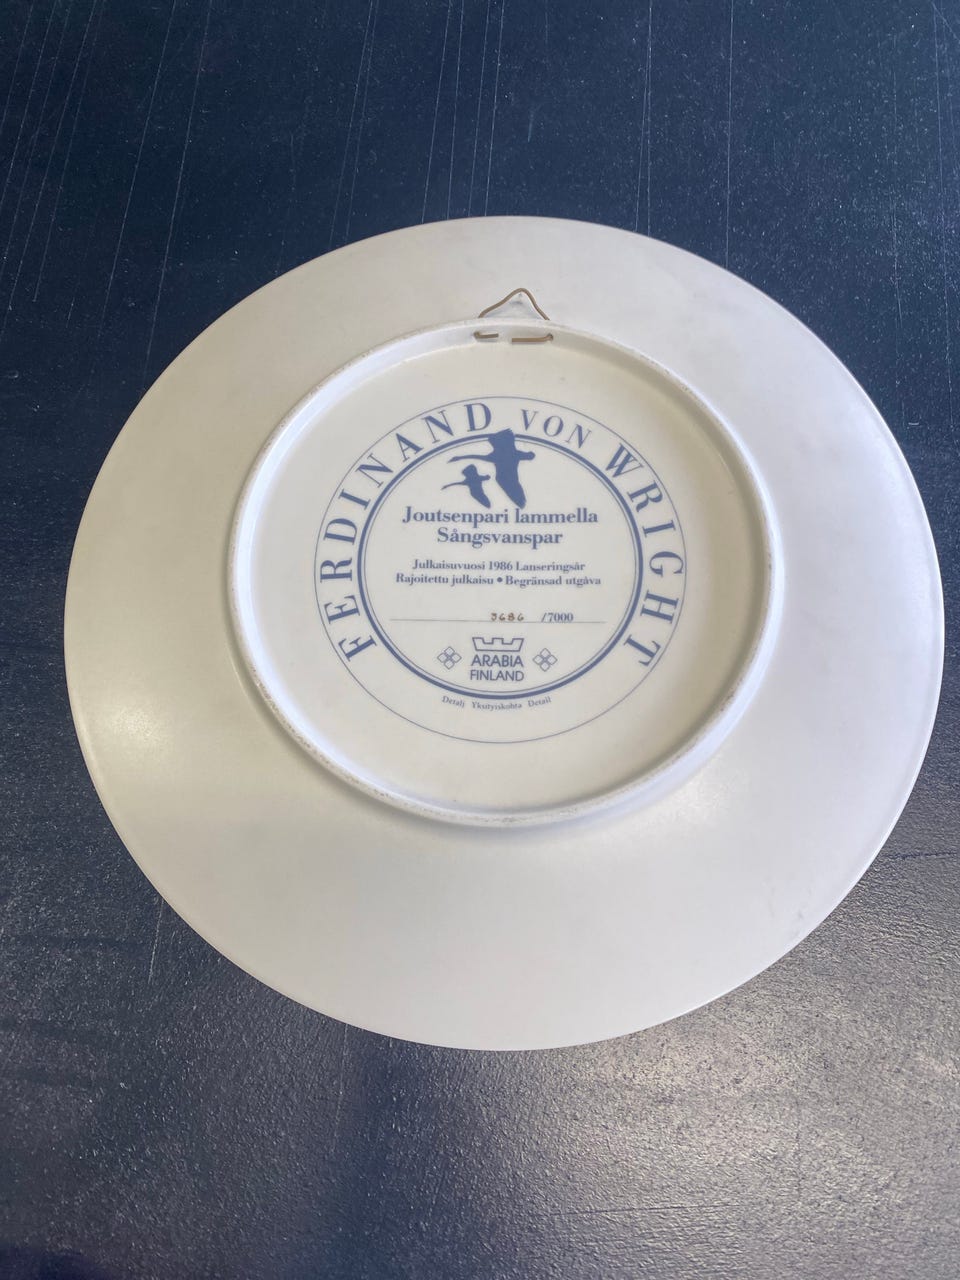 FERDINAND VON WRIGHT
Joutsenpari lammella
Sångsvanspar
Julkaisuvuosi 1986 Lanseringsår
Rajoitettu julkaisu • Begränsad utgåva
3686 /7000
ARABIA
FINLAND
Detalj Yksityiskohta Detail